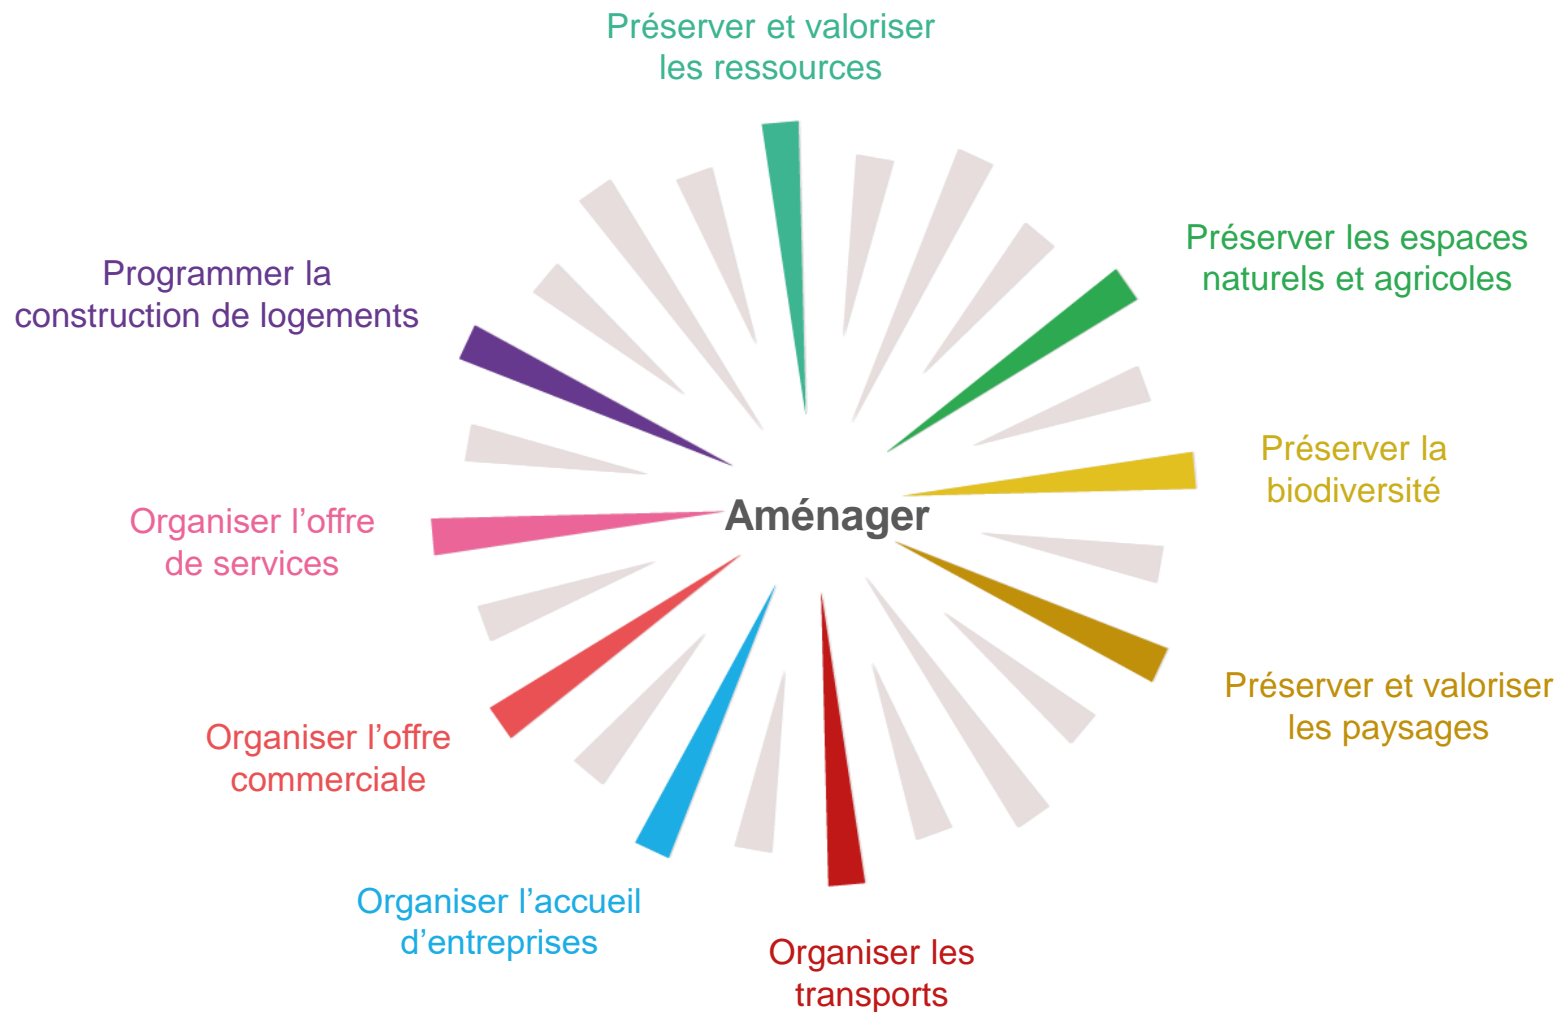 Préserver et valoriser
les ressources
Préserver les espaces
naturels et agricoles
Programmer la
construction de logements
Préserver la
biodiversité
Aménager
Organiser l’offre
de services
Préserver et valoriser
les paysages
Organiser l’offre
commerciale
Organiser l’accueil
d’entreprises
Organiser les
transports